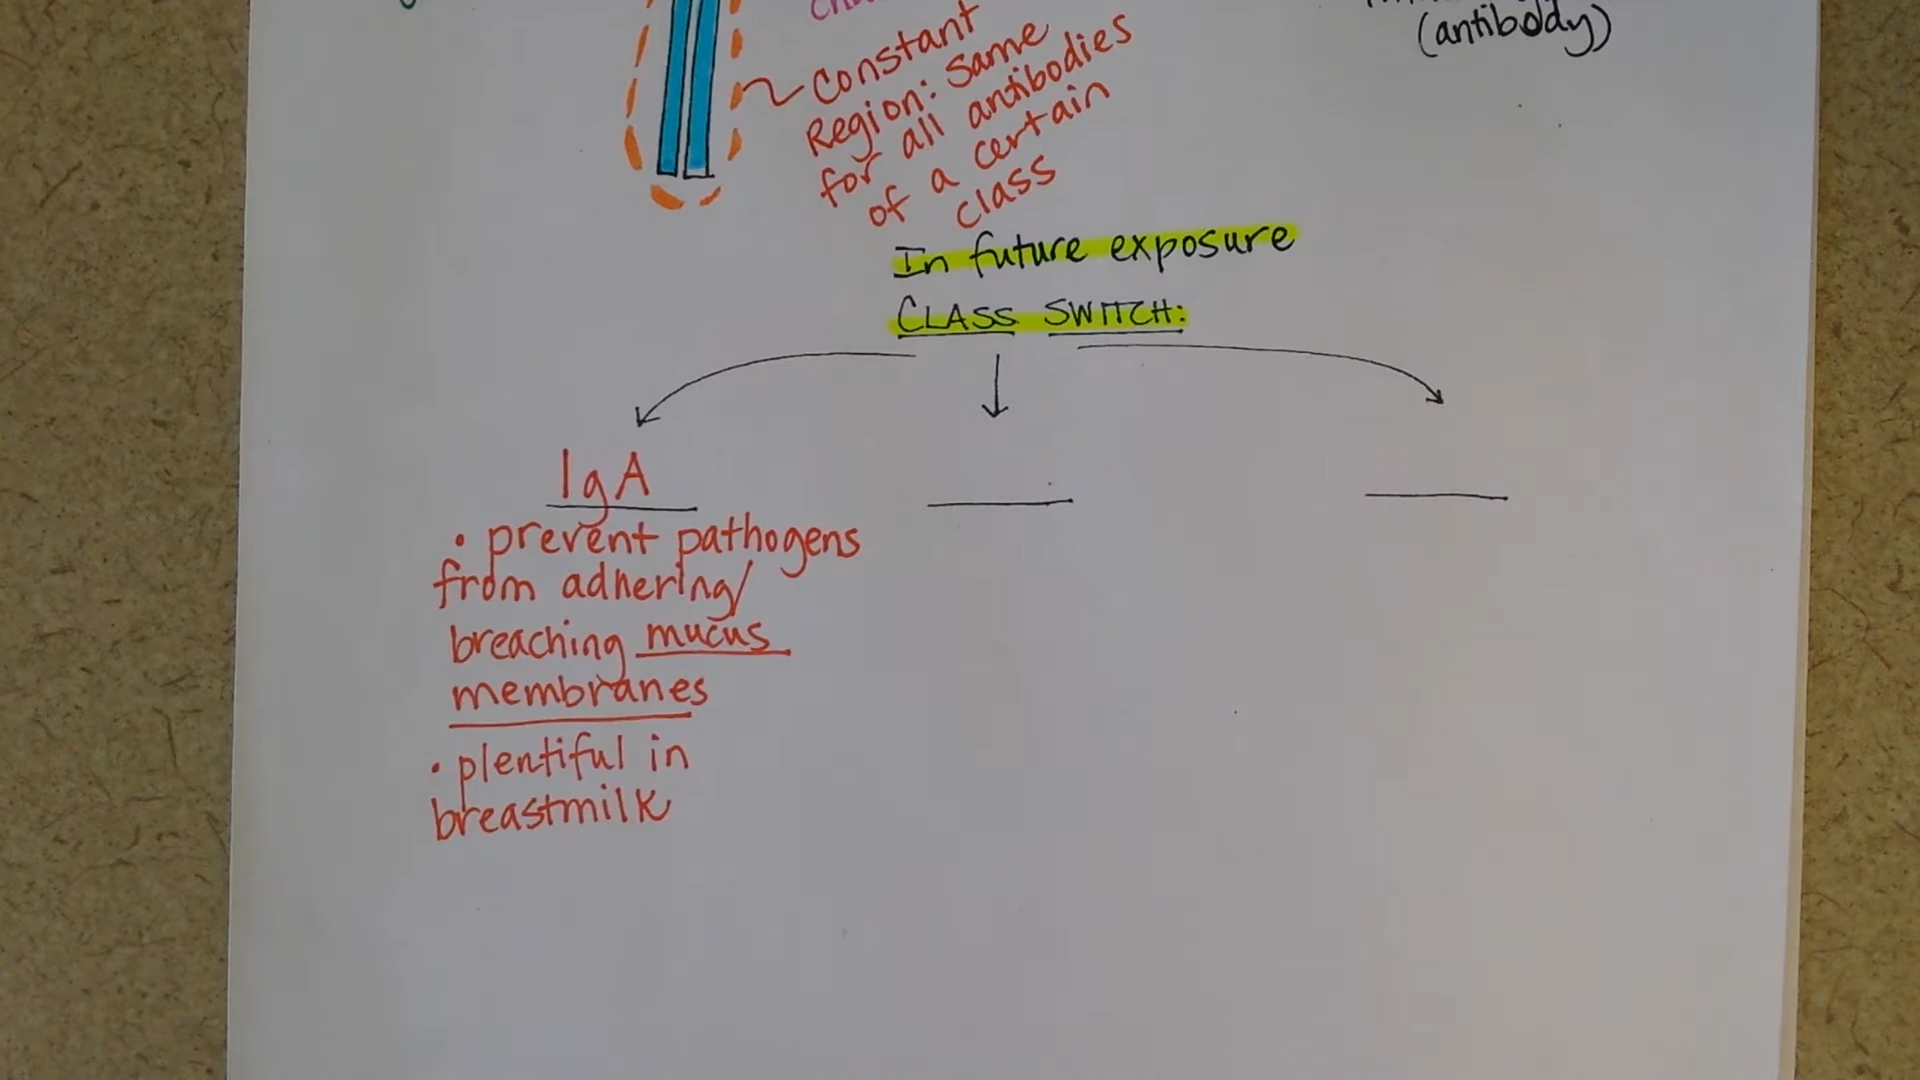 (antibody)
Constant
Region: Same
for all antibodies
of a certain
class
In future exposure
CLASS SWITCH:
IgA
• prevent pathogens
from adhering/
breaching mucus
membranes
• plentiful in
breastmilk